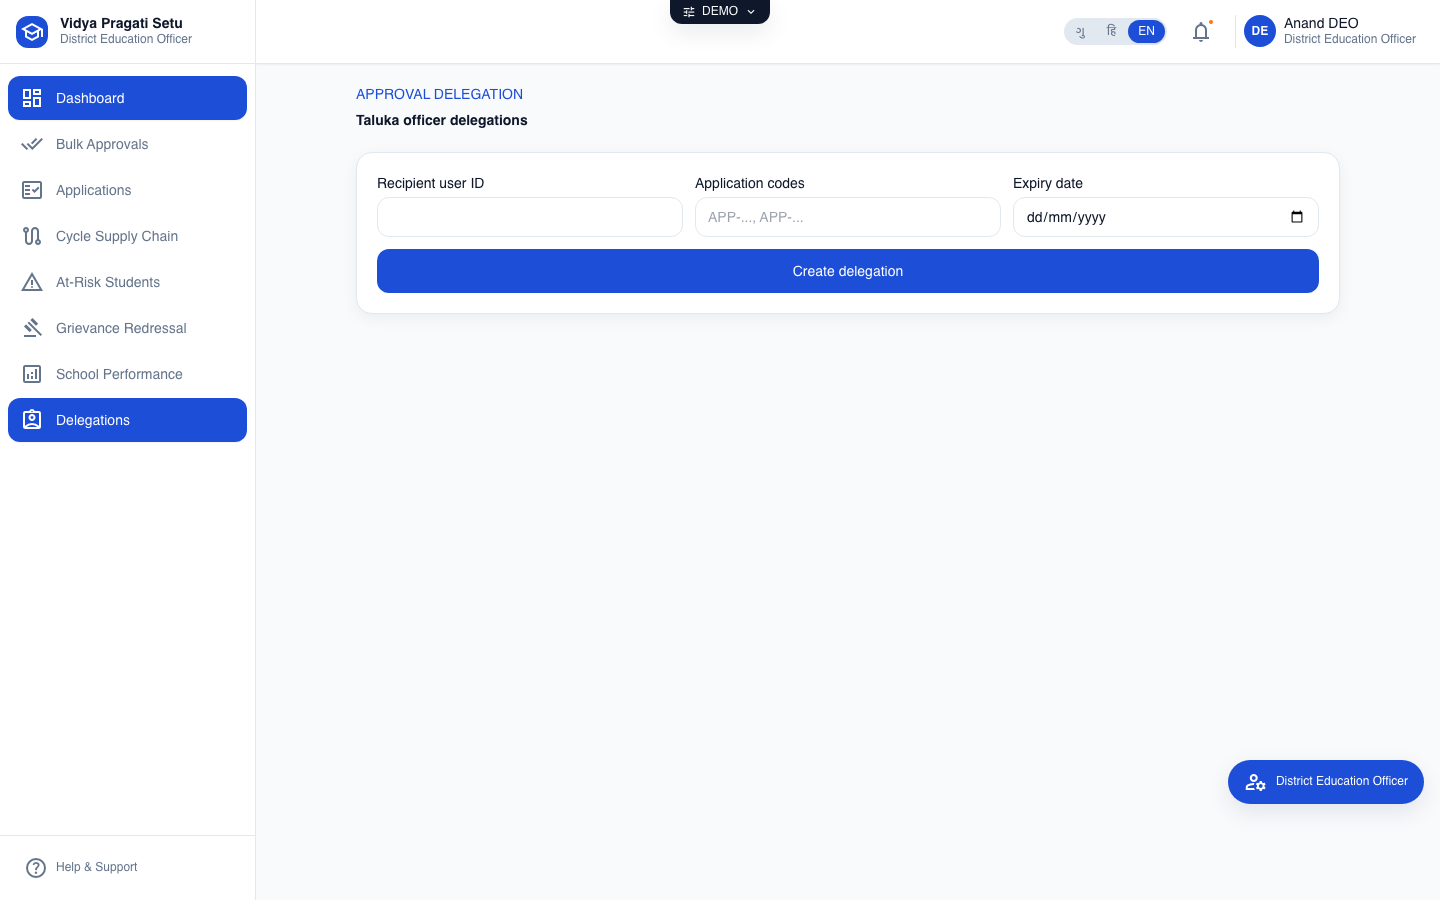 Vidya Pragati Setu
District Education Officer
DEMO
ગુ
हि
EN
DE
Anand DEO
District Education Officer
Dashboard
Bulk Approvals
Applications
Cycle Supply Chain
At-Risk Students
Grievance Redressal
School Performance
Delegations
Help & Support
APPROVAL DELEGATION
Taluka officer delegations
Recipient user ID
Application codes
Expiry date
APP-..., APP-...
dd/mm/yyyy
Create delegation
District Education Officer